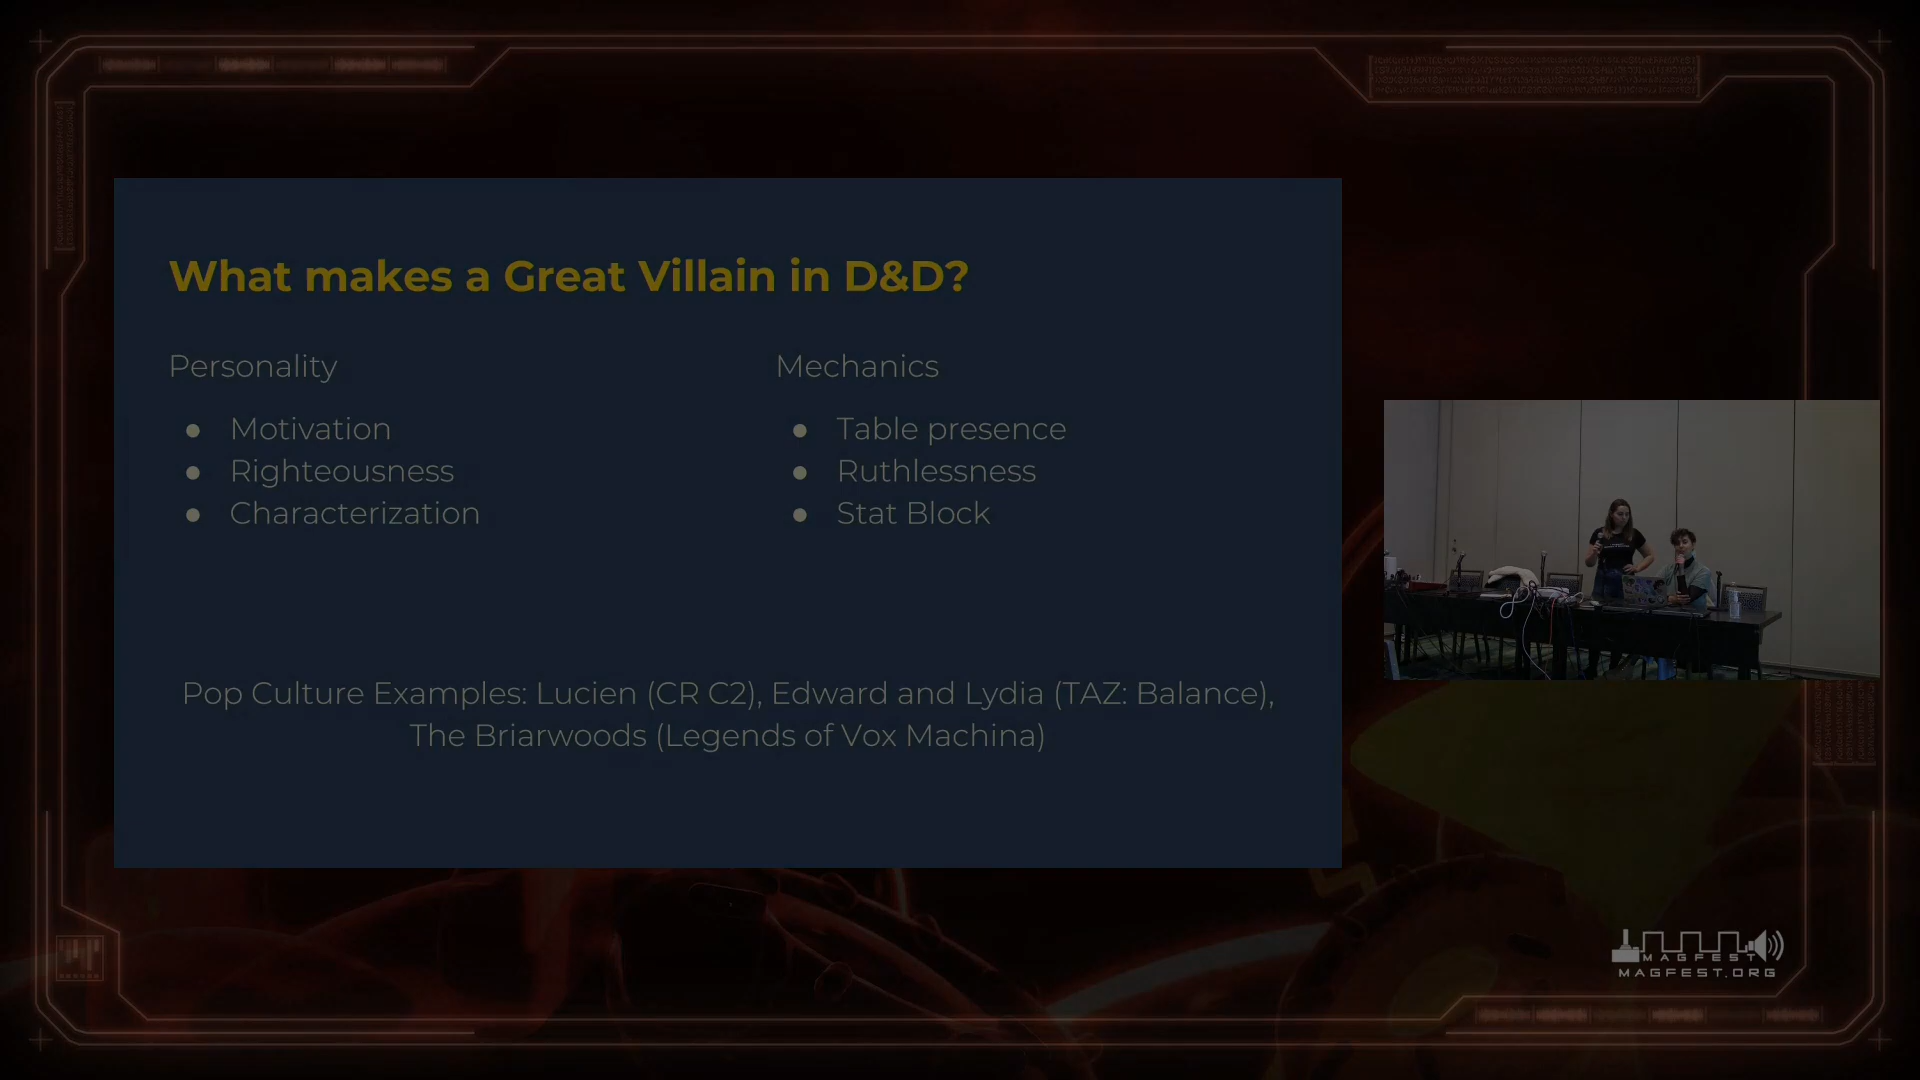 What makes a Great Villain in D&D?
Personality
Motivation
Righteousness
Characterization
Mechanics
Table presence
Ruthlessness
Stat Block
Pop Culture Examples: Lucien (CR C2), Edward and Lydia (TAZ: Balance),
The Briarwoods (Legends of Vox Machina)
MAGFEST
MAGFEST.ORG